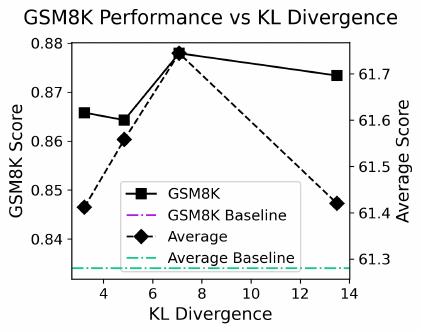 GSM8K Performance vs KL Divergence
0.88
0.87
0.86
0.85
0.84
GSM8K Score
61.7
61.6
61.5
61.4
61.3
Average Score
GSM8K
GSM8K Baseline
Average
Average Baseline
4 6 8 10 12 14
KL Divergence